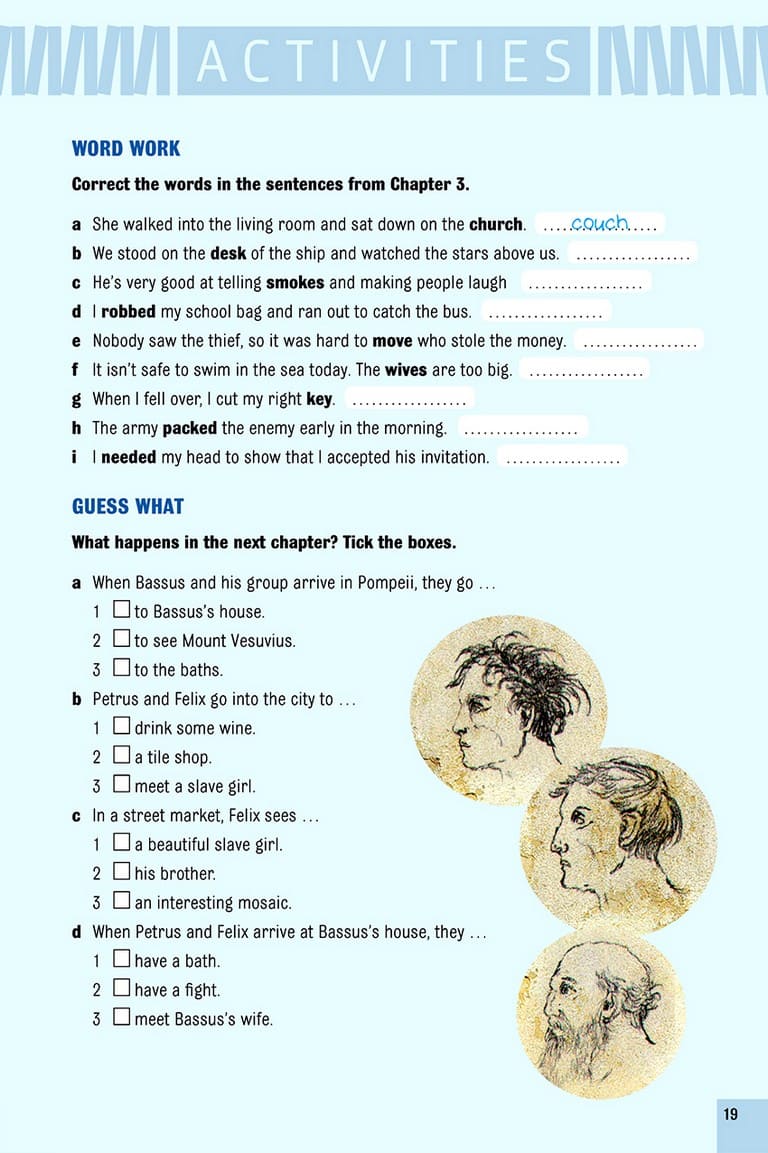 ACTIVITIES
WORD WORK
Correct the words in the sentences from Chapter 3.
a She walked into the living room and sat down on the church. .....couch.....
b We stood on the desk of the ship and watched the stars above us. ..................
c He's very good at telling smokes and making people laugh ..................
d I robbed my school bag and ran out to catch the bus. ..................
e Nobody saw the thief, so it was hard to move who stole the money. ..................
f It isn't safe to swim in the sea today. The wives are too big. ..................
g When I fell over, I cut my right key. ..................
h The army packed the enemy early in the morning. ..................
i I needed my head to show that I accepted his invitation. ..................
GUESS WHAT
What happens in the next chapter? Tick the boxes.
a When Bassus and his group arrive in Pompeii, they go ...
1 to Bassus's house.
2 to see Mount Vesuvius.
3 to the baths.
b Petrus and Felix go into the city to ...
1 drink some wine.
2 a tile shop.
3 meet a slave girl.
c In a street market, Felix sees ...
1 a beautiful slave girl.
2 his brother.
3 an interesting mosaic.
d When Petrus and Felix arrive at Bassus's house, they ...
1 have a bath.
2 have a fight.
3 meet Bassus's wife.
19